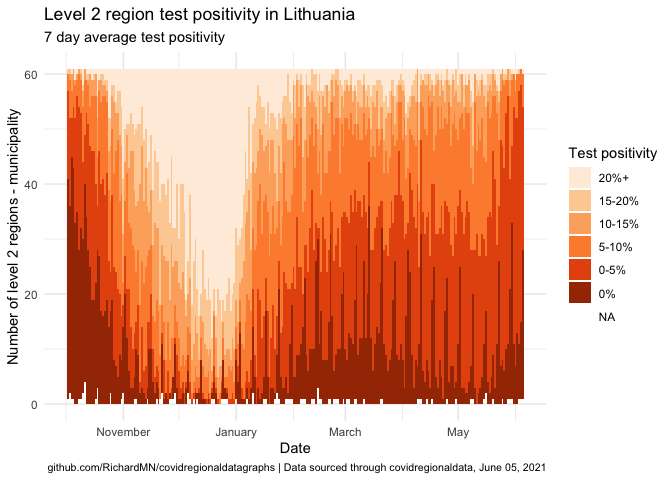 Level 2 region test positivity in Lithuania
7 day average test positivity
Number of level 2 regions - municipality
60
40
20
0
November
January
March
May
Date
Test positivity
20%+
15-20%
10-15%
5-10%
0-5%
0%
NA
github.com/RichardMN/covidregionaldatagraphs | Data sourced through covidregionaldata, June 05, 2021